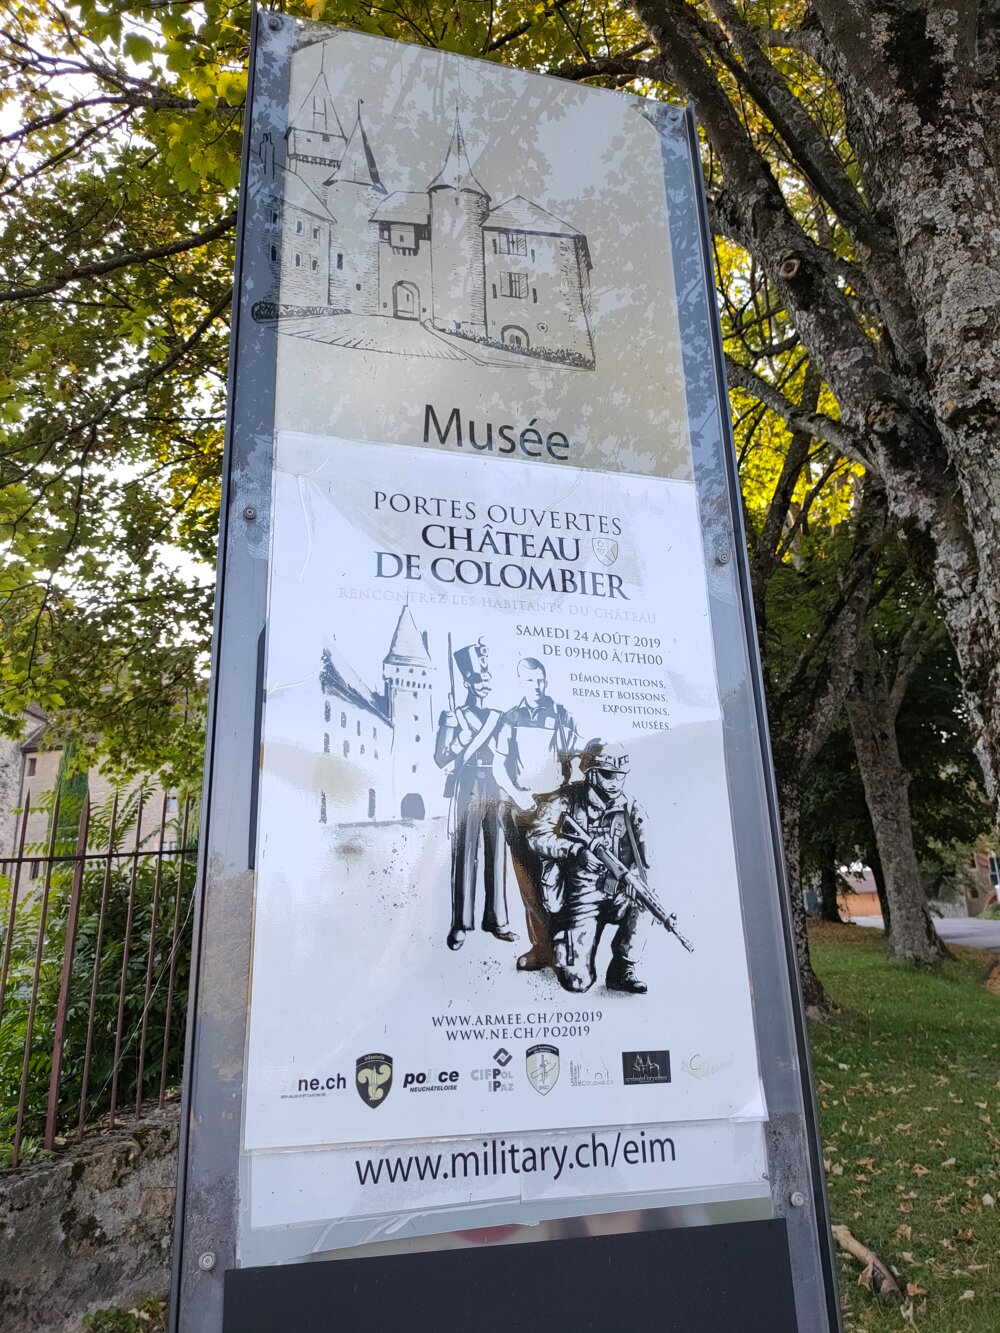 Musée
PORTES OUVERTES
CHÂTEAU
DE COLOMBIER
RENCONTREZ LES HABITANTS DU CHÂTEAU
SAMEDI 24 AOÛT 2019
DE 09H00 À 17H00
DÉMONSTRATIONS,
REPAS ET BOISSONS,
EXPOSITIONS,
MUSÉES.
WWW.ARMEE.CH/PO2019
WWW.NE.CH/PO2019
ne.ch
police
NEUCHÂTELOISE
CIFPOL
IPAZ
www.military.ch/eim